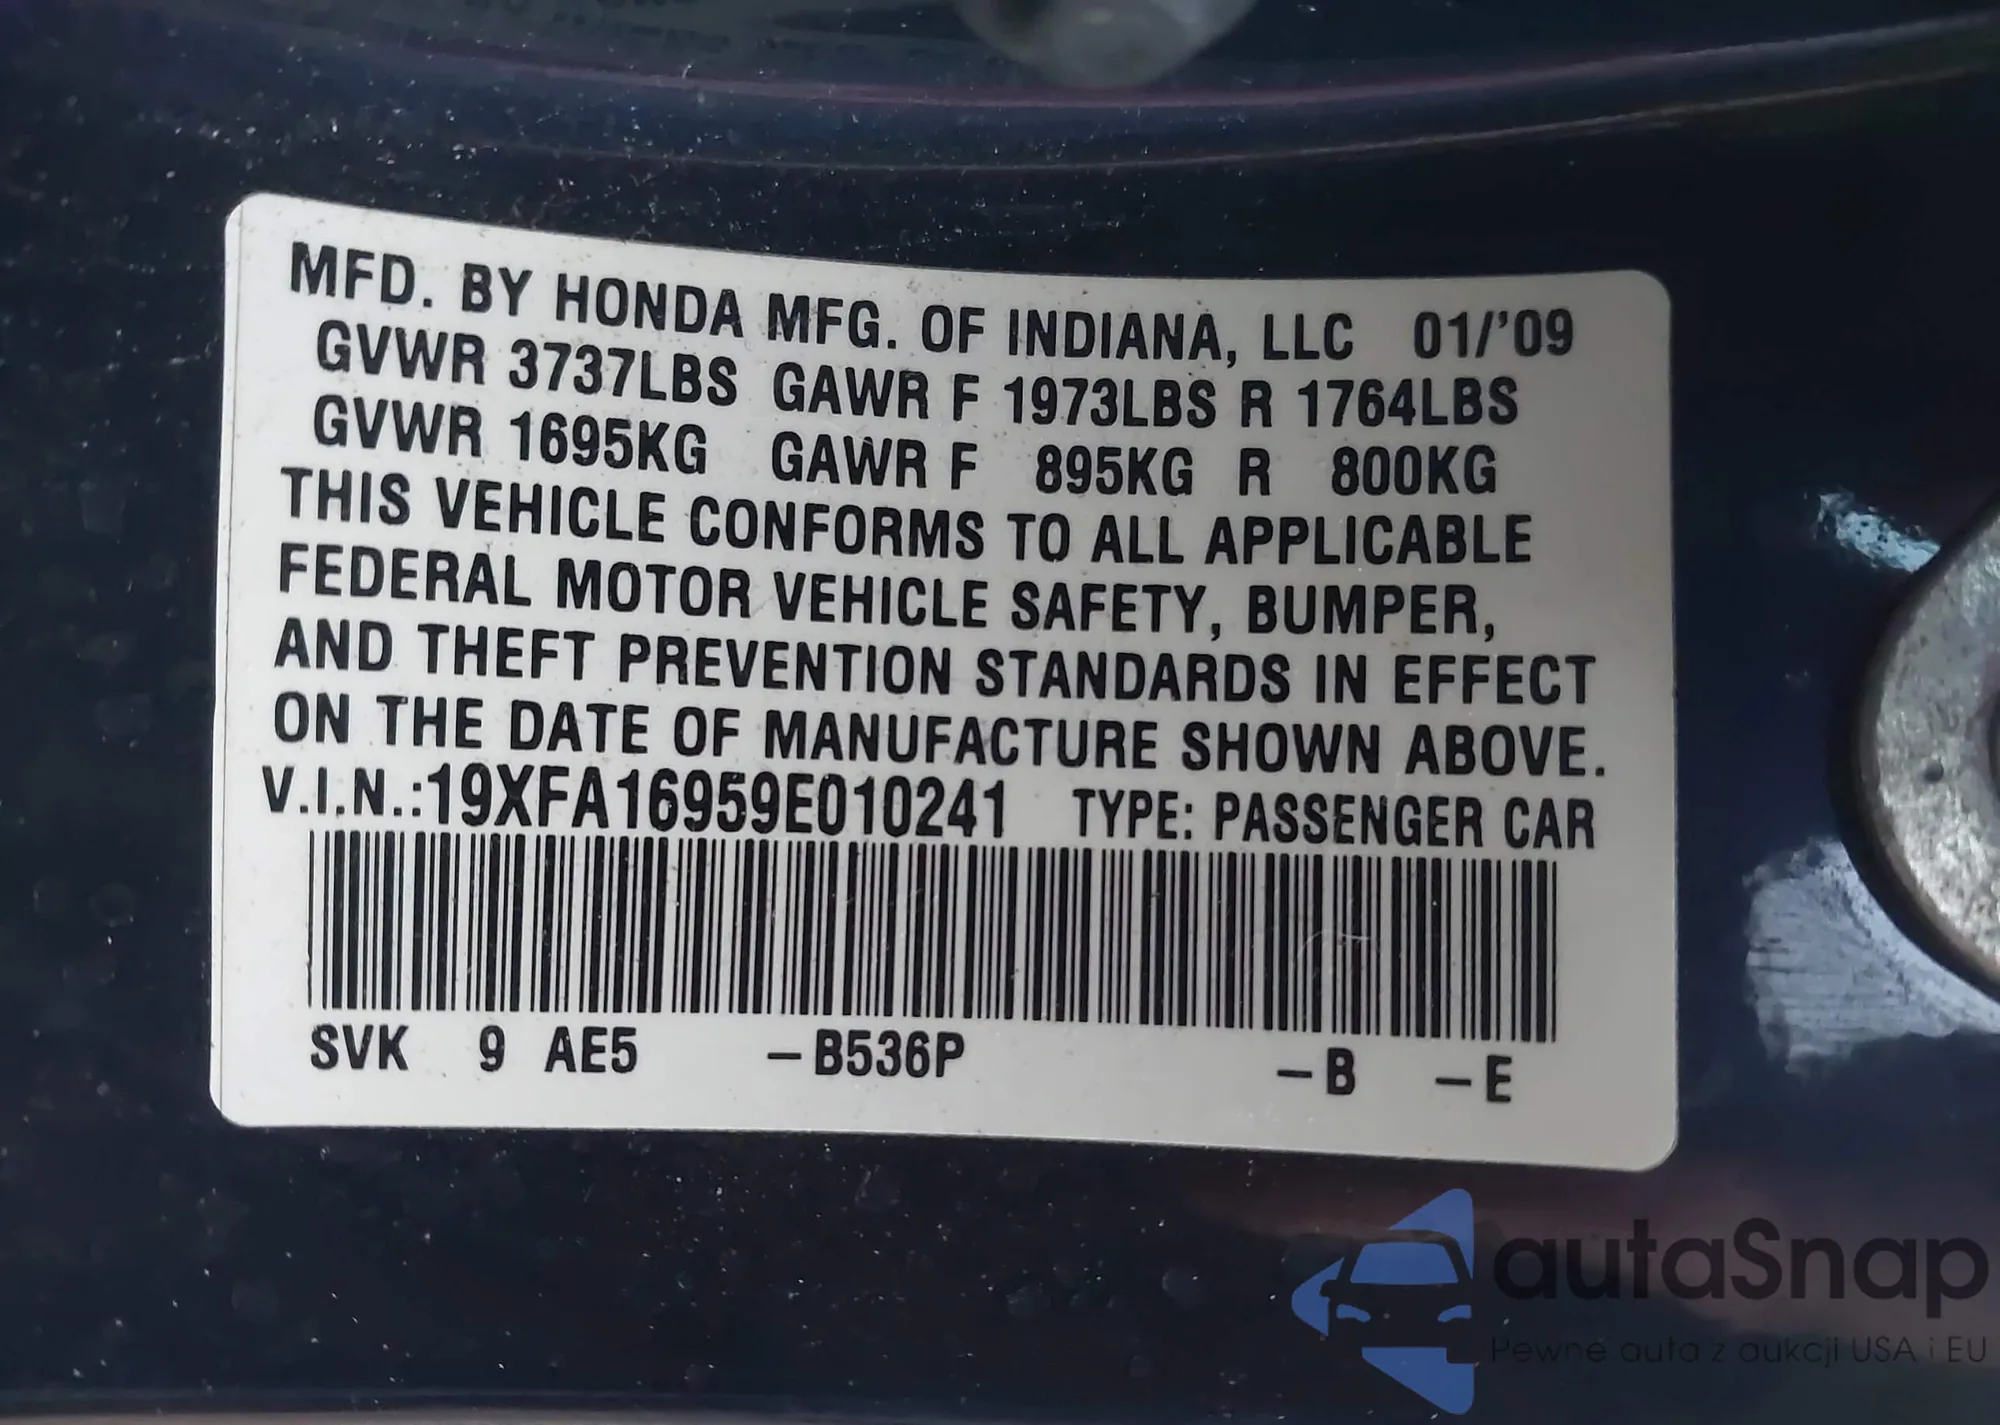 MFD. BY HONDA MFG. OF INDIANA, LLC 01/'09
GVWR 3737LBS GAWR F 1973LBS R 1764LBS
GVWR 1695KG GAWR F 895KG R 800KG
THIS VEHICLE CONFORMS TO ALL APPLICABLE
FEDERAL MOTOR VEHICLE SAFETY, BUMPER,
AND THEFT PREVENTION STANDARDS IN EFFECT
ON THE DATE OF MANUFACTURE SHOWN ABOVE.
V.I.N.:19XFA16959E010241 TYPE: PASSENGER CAR
SVK 9 AE5 –B536P –B –E
autaSnap
Pewne auta z aukcji USA i EU